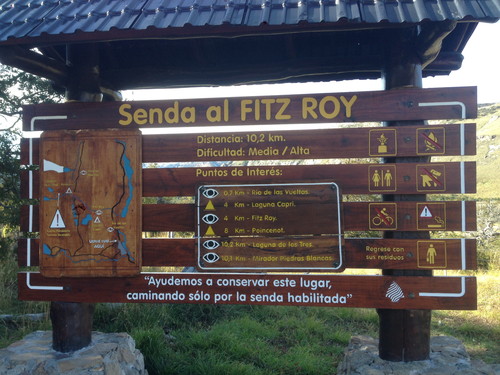 Senda al FITZ ROY
Distancia: 10,2 km.
Dificultad: Media / Alta
Puntos de Interés:
0,7 Km - Río de las Vueltas.
4 Km - Laguna Capri.
4 Km - Fitz Roy.
8 Km - Poincenot.
10,2 Km - Laguna de los Tres.
10,1 Km - Mirador Piedras Blancas.
Regrese con
sus residuos
"Ayudemos a conservar este lugar,
caminando sólo por la senda habilitada"